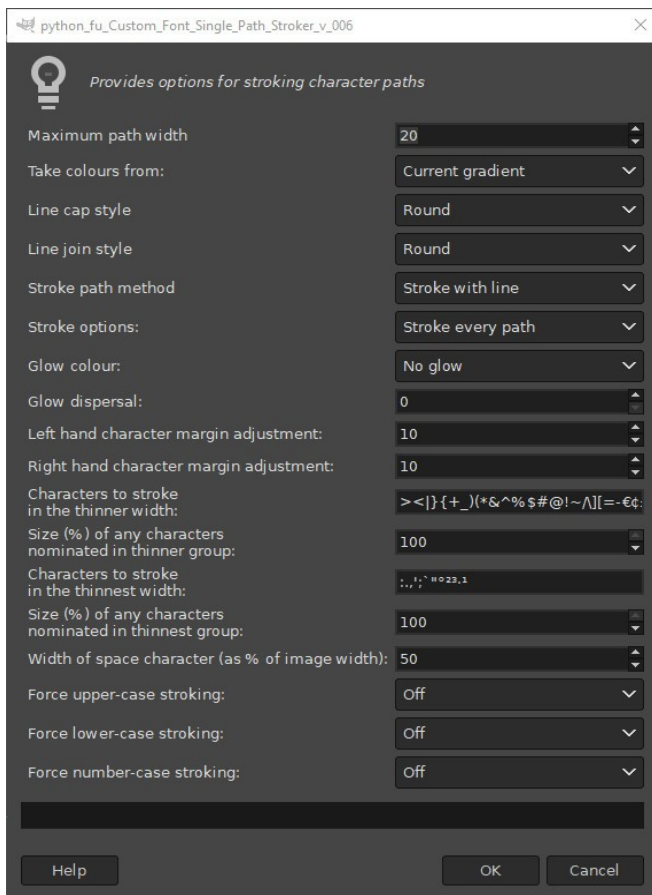 python_fu_Custom_Font_Single_Path_Stroker_v_006
Provides options for stroking character paths
Maximum path width 20
Take colours from: Current gradient
Line cap style Round
Line join style Round
Stroke path method Stroke with line
Stroke options: Stroke every path
Glow colour: No glow
Glow dispersal: 0
Left hand character margin adjustment: 10
Right hand character margin adjustment: 10
Characters to stroke
in the thinner width: ><|}{+_)(*&^%$#@!~/\][=-€¢
Size (%) of any characters
nominated in thinner group: 100
Characters to stroke
in the thinnest width: :.,';`"°²³·¹
Size (%) of any characters
nominated in thinnest group: 100
Width of space character (as % of image width): 50
Force upper-case stroking: Off
Force lower-case stroking: Off
Force number-case stroking: Off
Help OK Cancel